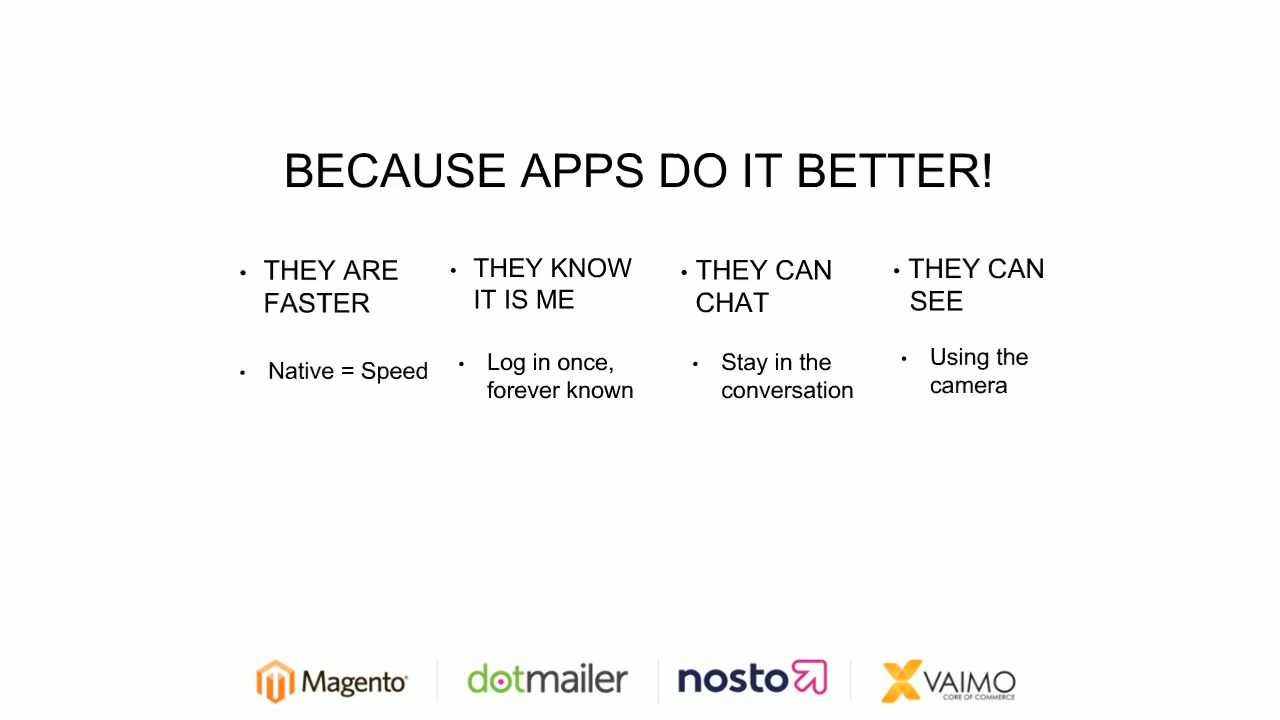 BECAUSE APPS DO IT BETTER!
• THEY ARE
FASTER
• Native = Speed
• THEY KNOW
IT IS ME
• Log in once,
forever known
• THEY CAN
CHAT
• Stay in the
conversation
• THEY CAN
SEE
• Using the
camera
Magento®
dotmailer
nosto
VAIMO
CORE OF COMMERCE